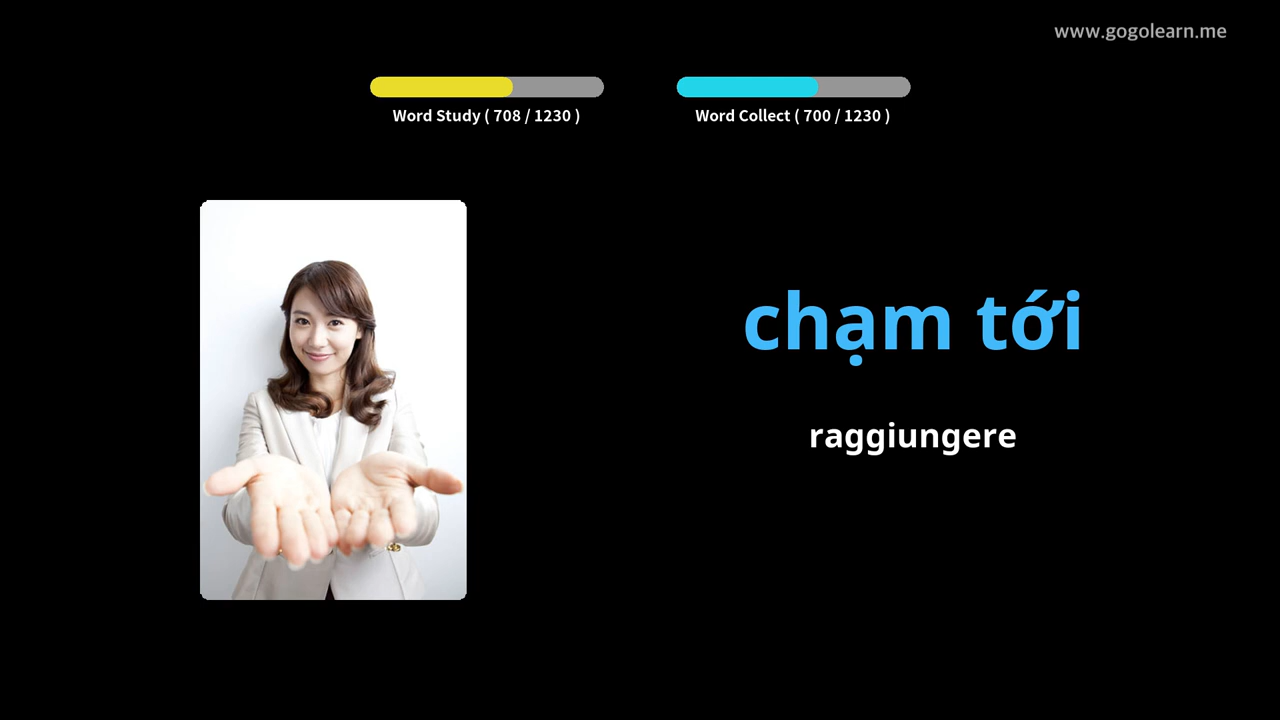 www.gogolearn.me
Word Study ( 708 / 1230 )
Word Collect ( 700 / 1230 )
chạm tới
raggiungere